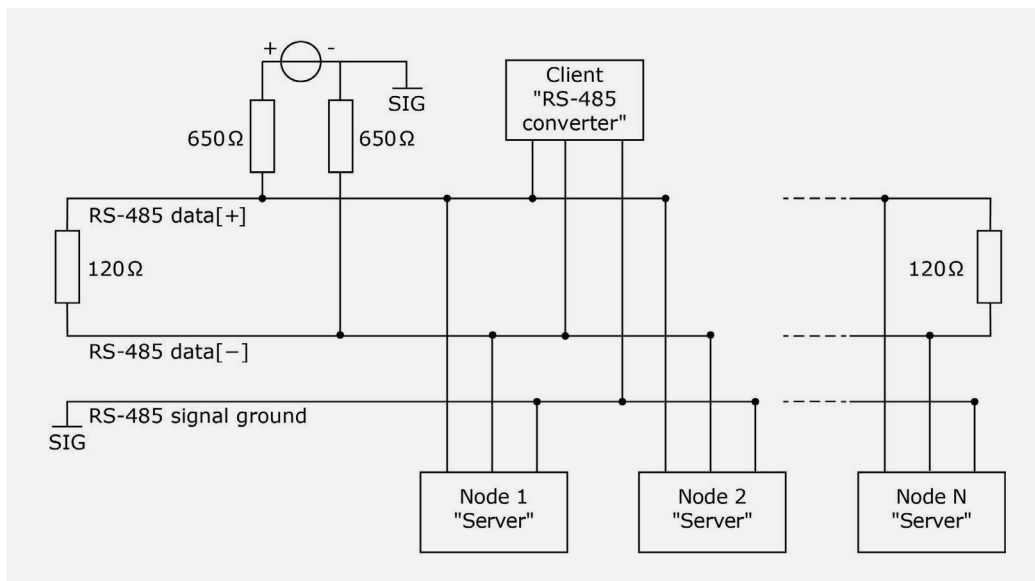 + -
SIG
650Ω
650Ω
Client
"RS-485
converter"
RS-485 data[+]
120Ω
120Ω
RS-485 data[−]
RS-485 signal ground
SIG
Node 1
"Server"
Node 2
"Server"
Node N
"Server"